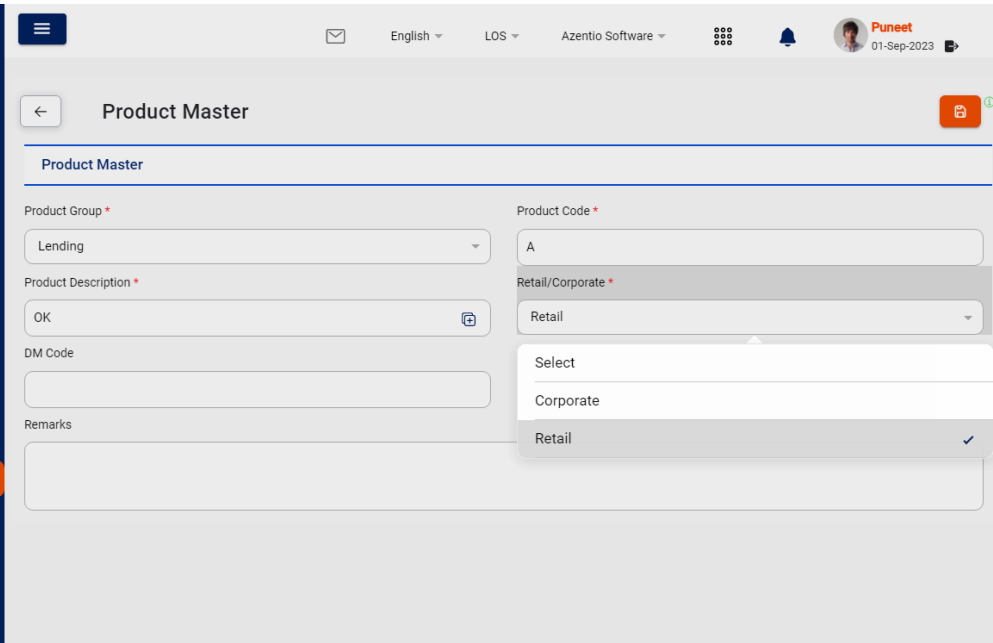 English LOS Azentio Software Puneet
01-Sep-2023
Product Master
Product Master
Product Group * Product Code *
Lending A
Product Description * Retail/Corporate *
OK Retail
DM Code Select
Corporate
Remarks Retail